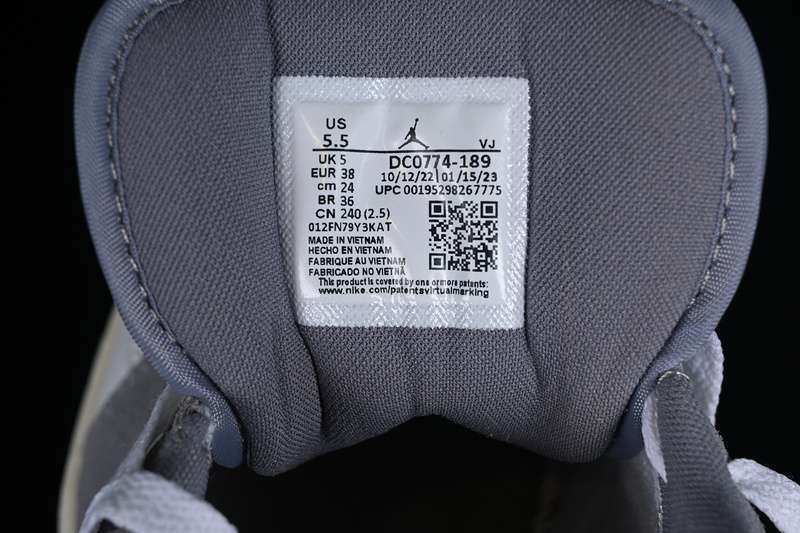 US
5.5
VJ
UK 5
DC0774-189
EUR 38
10/12/22 01/15/23
cm 24
UPC 00195298267775
BR 36
CN 240 (2.5)
012FN79Y3KAT
MADE IN VIETNAM
HECHO EN VIETNAM
FABRIQUE AU VIETNAM
FABRICADO NO VIETNÃ
This product is covered by one or more patents:
www.nike.com/patentsvirtualmarking